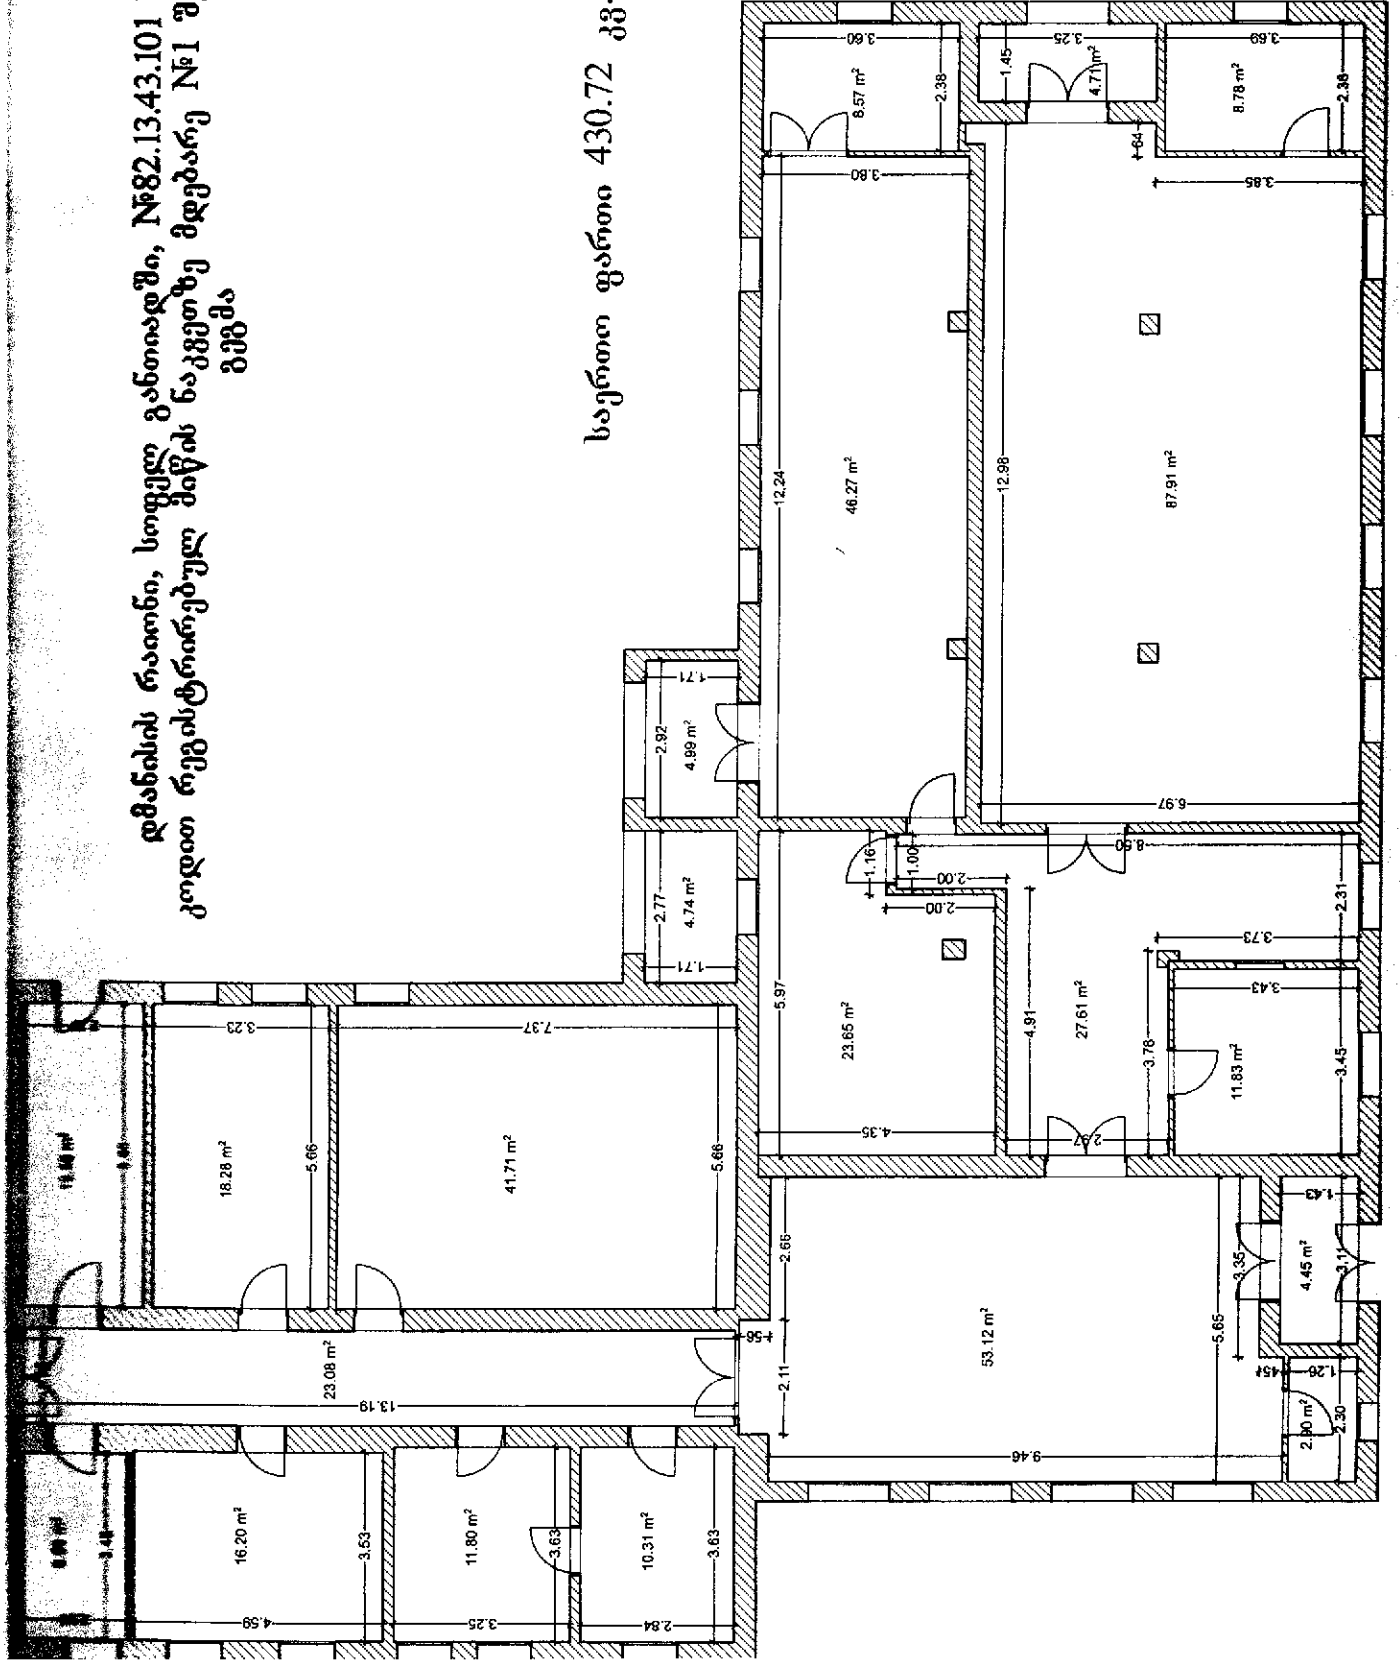 დმანისის რაიონი, სოფელ განთიადში, №82.13.43.101
კოდით რეგისტრირებულ მიწის ნაკვეთზე მდებარე №1
გეგმა
საერთო ფართი 430.72 კვ.
3.60
1.45
3.25
3.69
8.57 m²
4.71 m²
8.78 m²
2.38
2.38
.64
3.80
3.85
12.24
12.98
46.27 m²
87.91 m²
1.71
2.92
4.99 m²
6.97
8.50
1.16
1.00
2.00
2.00
2.77
4.74 m²
1.71
2.31
3.73
5.97
4.91
23.65 m²
27.61 m²
3.78
3.43
11.83 m²
3.45
4.35
2.97
3.23
7.37
18.28 m²
41.71 m²
5.66
5.66
2.66
1.43
3.35
4.45 m²
3.11
.56
53.12 m²
5.65
23.08 m²
2.11
13.19
.45
1.26
2.90 m²
2.30
9.46
16.20 m²
11.80 m²
10.31 m²
3.53
3.63
3.63
4.59
3.25
2.84
3.48